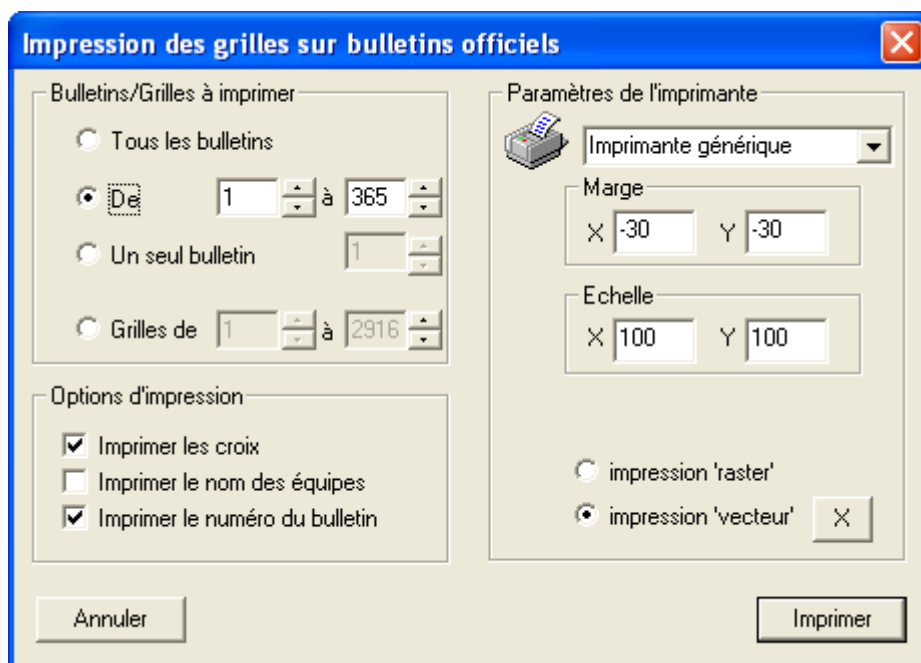 Impression des grilles sur bulletins officiels
Bulletins/Grilles à imprimer
Tous les bulletins
De 1 à 365
Un seul bulletin 1
Grilles de 1 à 2916
Options d'impression
Imprimer les croix
Imprimer le nom des équipes
Imprimer le numéro du bulletin
Annuler
Paramètres de l'imprimante
Imprimante générique
Marge
X -30 Y -30
Echelle
X 100 Y 100
impression 'raster'
impression 'vecteur' X
Imprimer